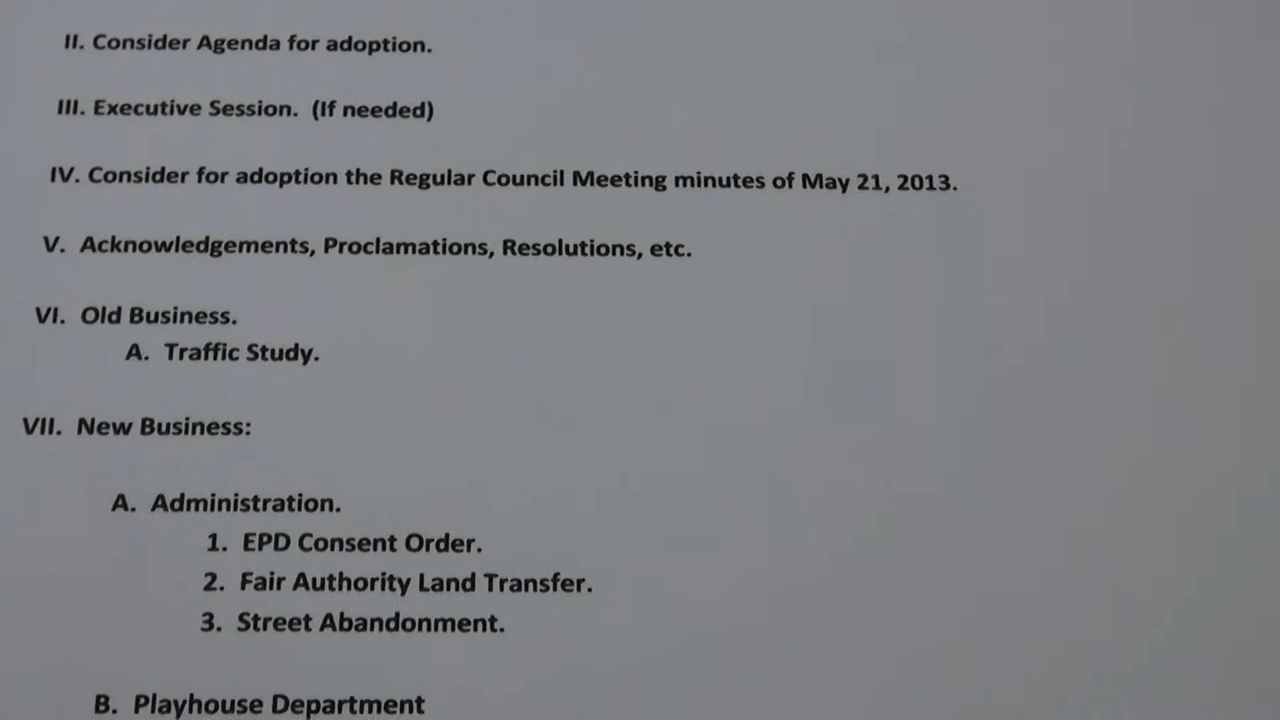 II. Consider Agenda for adoption.
III. Executive Session. (If needed)
IV. Consider for adoption the Regular Council Meeting minutes of May 21, 2013.
V. Acknowledgements, Proclamations, Resolutions, etc.
VI. Old Business.
A. Traffic Study.
VII. New Business:
A. Administration.
1. EPD Consent Order.
2. Fair Authority Land Transfer.
3. Street Abandonment.
B. Playhouse Department